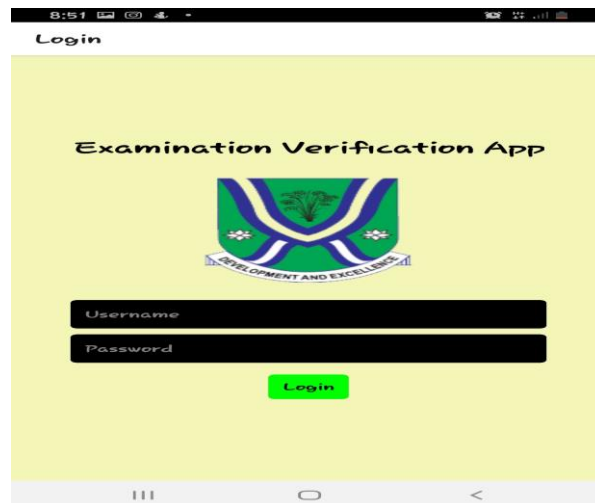 8:51
Login
Examination Verification App
DEVELOPMENT AND EXCELLENCE
Username
Password
Login